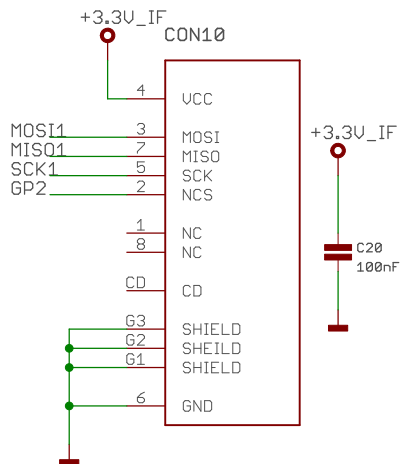 +3.3V_IF
CON10
4 VCC
MOSI1 3 MOSI
MISO1 7 MISO
SCK1 5 SCK
GP2 2 NCS
1 NC
8 NC
CD CD
G3 SHIELD
G2 SHEILD
G1 SHIELD
6 GND
+3.3V_IF
C20
100nF